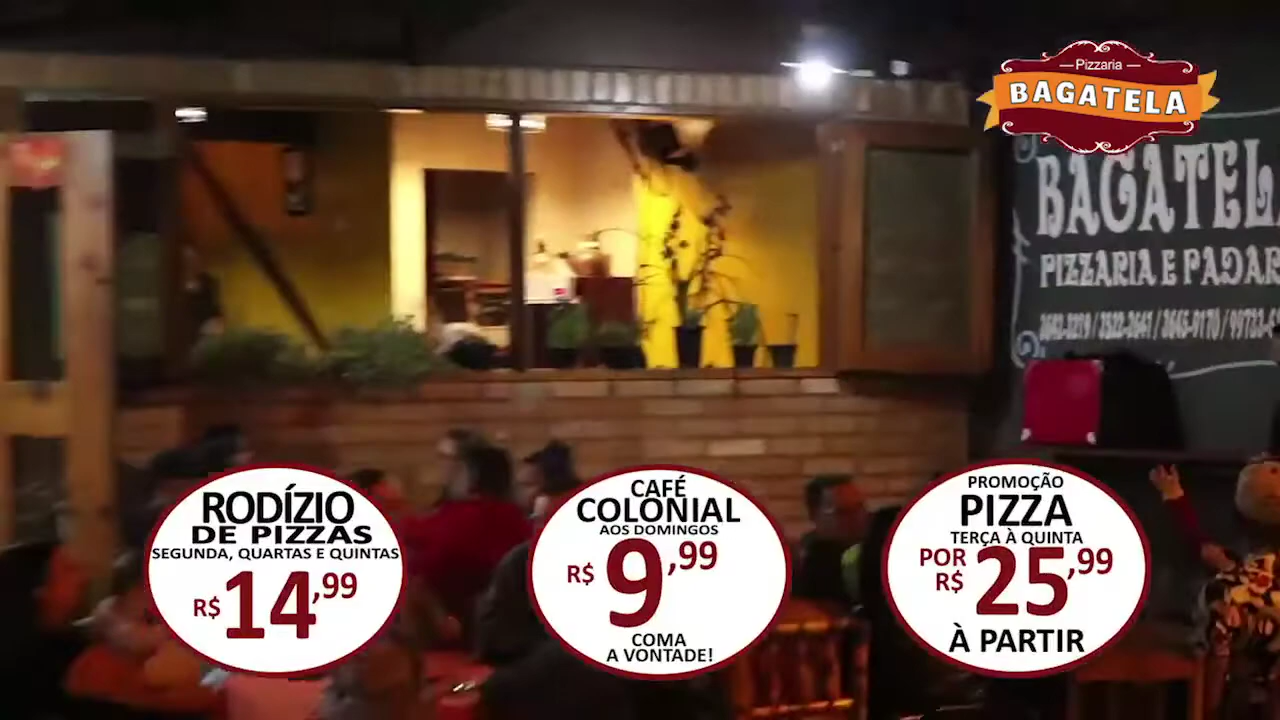 Pizzaria
BAGATELA
BAGATEL
PIZZARIA E PADAR
RODÍZIO
DE PIZZAS
SEGUNDA, QUARTAS E QUINTAS
R$ 14,99
CAFÉ
COLONIAL
AOS DOMINGOS
R$ 9,99
COMA
A VONTADE!
PROMOÇÃO
PIZZA
TERÇA À QUINTA
POR
R$ 25,99
À PARTIR